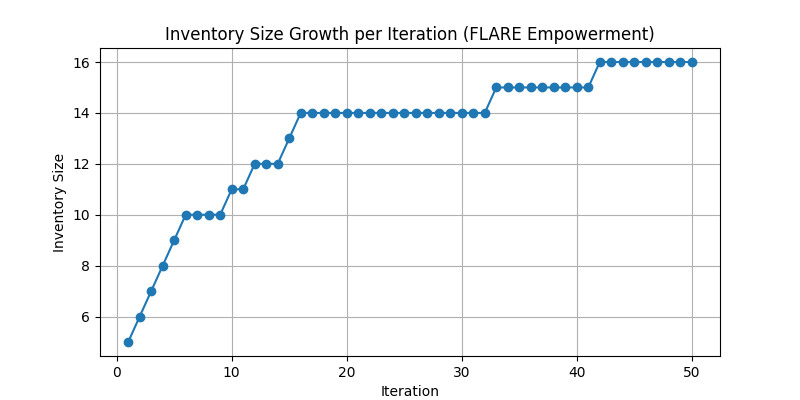 Inventory Size Growth per Iteration (FLARE Empowerment)
16
14
12
10
8
6
Inventory Size
0 10 20 30 40 50
Iteration